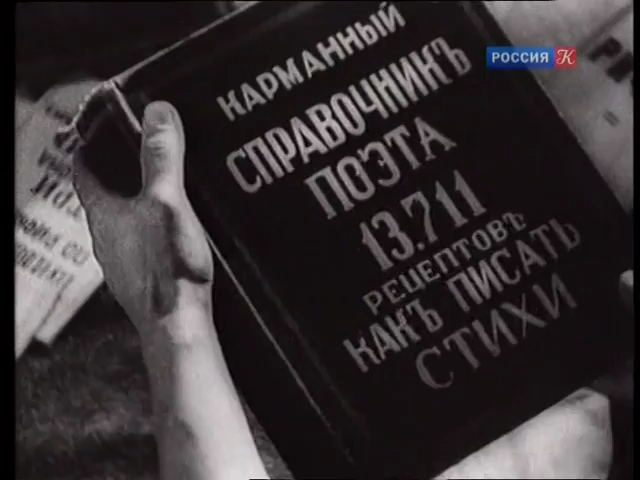 КАРМАННЫЙ
СПРАВОЧНИКЪ
ПОЭТА
13.711
РЕЦЕПТОВЪ
КАКЪ ПИСАТЬ
СТИХИ
РОССИЯ К